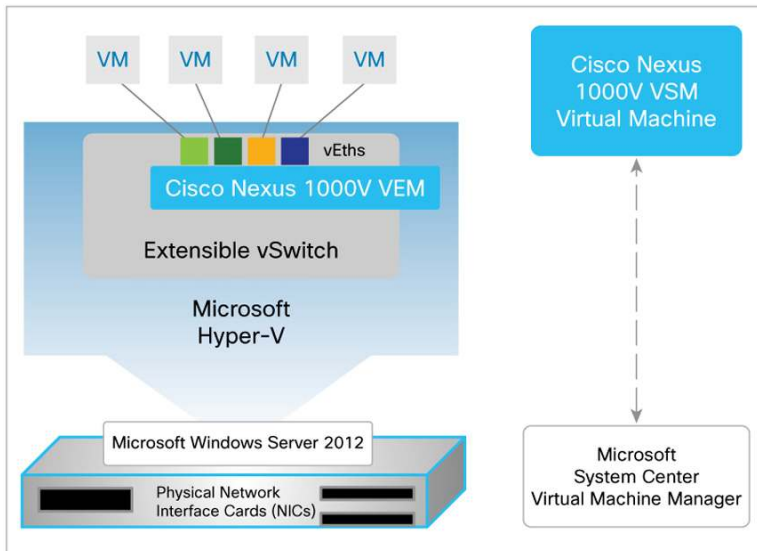 VM
VM
VM
VM
vEths
Cisco Nexus 1000V VEM
Extensible vSwitch
Microsoft
Hyper-V
Microsoft Windows Server 2012
Physical Network
Interface Cards (NICs)
Cisco Nexus
1000V VSM
Virtual Machine
Microsoft
System Center
Virtual Machine Manager